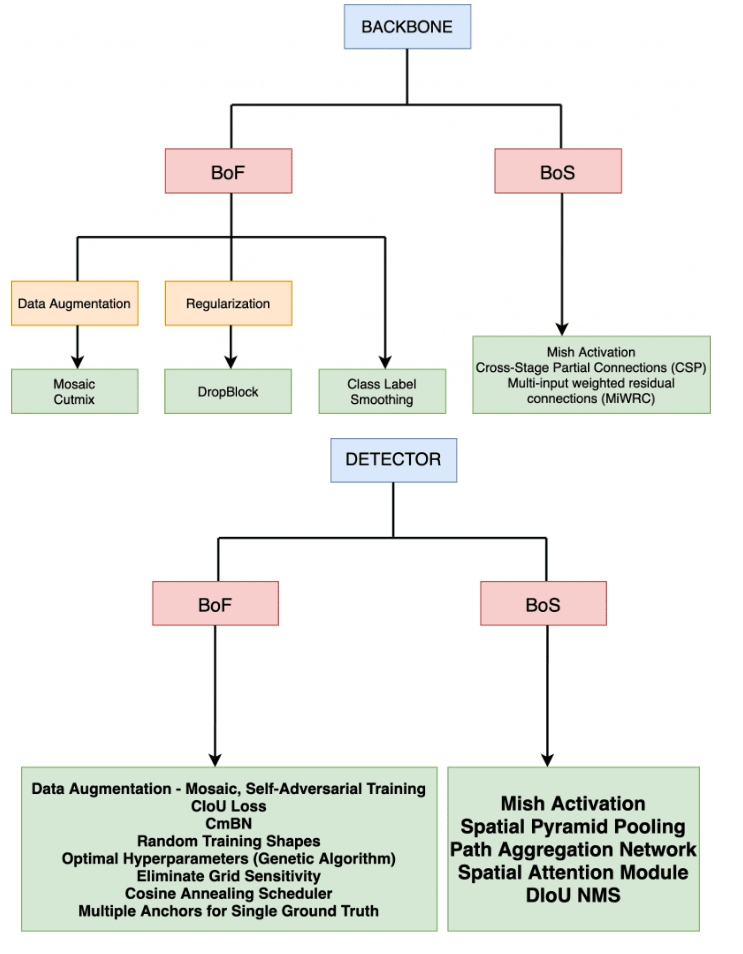 BACKBONE
BoF
BoS
Data Augmentation
Regularization
Mosaic
Cutmix
DropBlock
Class Label
Smoothing
Mish Activation
Cross-Stage Partial Connections (CSP)
Multi-input weighted residual
connections (MiWRC)
DETECTOR
BoF
BoS
Data Augmentation - Mosaic, Self-Adversarial Training
CIoU Loss
CmBN
Random Training Shapes
Optimal Hyperparameters (Genetic Algorithm)
Eliminate Grid Sensitivity
Cosine Annealing Scheduler
Multiple Anchors for Single Ground Truth
Mish Activation
Spatial Pyramid Pooling
Path Aggregation Network
Spatial Attention Module
DIoU NMS